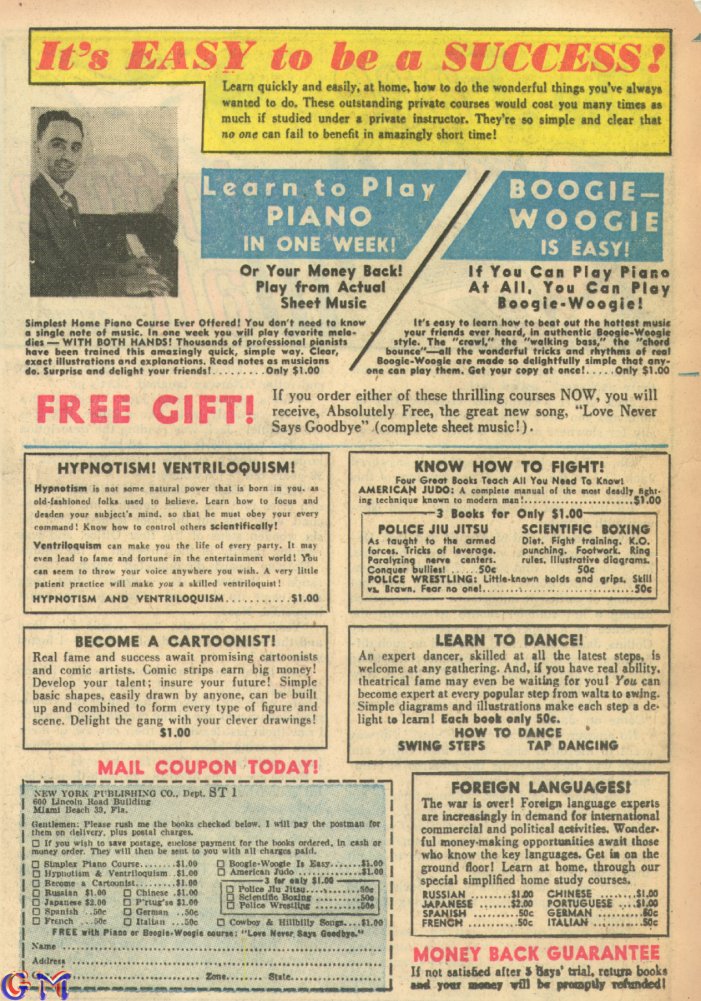 It's EASY to be a SUCCESS!
Learn quickly and easily, at home, how to do the wonderful things you've always
wanted to do. These outstanding private courses would cost you many times as
much if studied under a private instructor. They're so simple and clear that
no one can fail to benefit in amazingly short time!
Learn to Play
PIANO
IN ONE WEEK!
Or Your Money Back!
Play from Actual
Sheet Music
Simplest Home Piano Course Ever Offered! You don't need to know
a single note of music. In one week you will play favorite melo-
dies — WITH BOTH HANDS! Thousands of professional pianists
have been trained this amazingly quick, simple way. Clear,
exact illustrations and explanations. Read notes as musicians
do. Surprise and delight your friends!.........Only $1.00
BOOGIE—
WOOGIE
IS EASY!
If You Can Play Piano
At All, You Can Play
Boogie-Woogie!
It's easy to learn how to beat out the hottest music
your friends ever heard, in authentic Boogie-Woogie
style. The "crawl," the "walking bass," the "chord
bounce"—all the wonderful tricks and rhythms of real
Boogie-Woogie are made so delightfully simple that any-
one can play them. Get your copy at once!.....Only $1.00
FREE GIFT!
If you order either of these thrilling courses NOW, you will
receive, Absolutely Free, the great new song, "Love Never
Says Goodbye" (complete sheet music!).
HYPNOTISM! VENTRILOQUISM!
Hypnotism is not some natural power that is born in you, as
old-fashioned folks used to believe. Learn how to focus and
deaden your subject's mind, so that he must obey your every
command! Know how to control others scientifically!
Ventriloquism can make you the life of every party. It may
even lead to fame and fortune in the entertainment world! You
can seem to throw your voice anywhere you wish. A very little
patient practice will make you a skilled ventriloquist!
HYPNOTISM AND VENTRILOQUISM...........$1.00
KNOW HOW TO FIGHT!
Four Great Books Teach All You Need To Know!
AMERICAN JUDO: A complete manual of the most deadly fight-
ing technique known to modern man!........................$1.00
3 Books for Only $1.00
POLICE JIU JITSU
As taught to the armed
forces. Tricks of leverage.
Paralyzing nerve centers.
Conquer bullies! .......50c
SCIENTIFIC BOXING
Diet. Fight training. K.O.
punching. Footwork. Ring
rules. Illustrative diagrams.
50c
POLICE WRESTLING: Little-known holds and grips. Skill
vs. Brawn. Fear no one!...............................50c
BECOME A CARTOONIST!
Real fame and success await promising cartoonists
and comic artists. Comic strips earn big money!
Develop your talent; insure your future! Simple
basic shapes, easily drawn by anyone, can be built
up and combined to form every type of figure and
scene. Delight the gang with your clever drawings!
$1.00
LEARN TO DANCE!
An expert dancer, skilled at all the latest steps, is
welcome at any gathering. And, if you have real ability,
theatrical fame may even be waiting for you! You can
become expert at every popular step from waltz to swing.
Simple diagrams and illustrations make each step a de-
light to learn! Each book only 50c.
HOW TO DANCE
SWING STEPS TAP DANCING
MAIL COUPON TODAY!
NEW YORK PUBLISHING CO., Dept. ST 1
600 Lincoln Road Building
Miami Beach 39, Fla.
Gentlemen: Please rush me the books checked below. I will pay the postman for
them on delivery, plus postal charges.
If you wish to save postage, enclose payment for the books ordered, in cash or
money order. They will then be sent to you with all charges paid.
Simplex Piano Course........$1.00
Hypnotism & Ventriloquism .$1.00
Become a Cartoonist........$1.00
Russian $1.00 Chinese .$1.00
Japanese $2.00 P'rtug'se $1.00
Spanish ..50c German ..50c
French ...50c Italian ...50c
Boogie-Woogie Is Easy......$1.00
American Judo .............$1.00
3 for only $1.00
Police Jiu Jitsu............50c
Scientific Boxing ..........50c
Police Wrestling ...........50c
Cowboy & Hillbilly Songs....$1.00
FREE with Piano or Boogie-Woogie course: "Love Never Says Goodbye."
Name
Address
Zone..... State
FOREIGN LANGUAGES!
The war is over! Foreign language experts
are increasingly in demand for international
commercial and political activities. Wonder-
ful money-making opportunities await those
who know the key languages. Get in on the
ground floor! Learn at home, through our
special simplified home study courses.
RUSSIAN .........$1.00 CHINESE..........$1.00
JAPANESE ........$2.00 PORTUGUESE .$1.00
SPANISH ............50c GERMAN ..........50c
FRENCH .............50c ITALIAN ............50c
MONEY BACK GUARANTEE
If not satisfied after 5 days' trial, return books
and your money will be promptly refunded!
GM